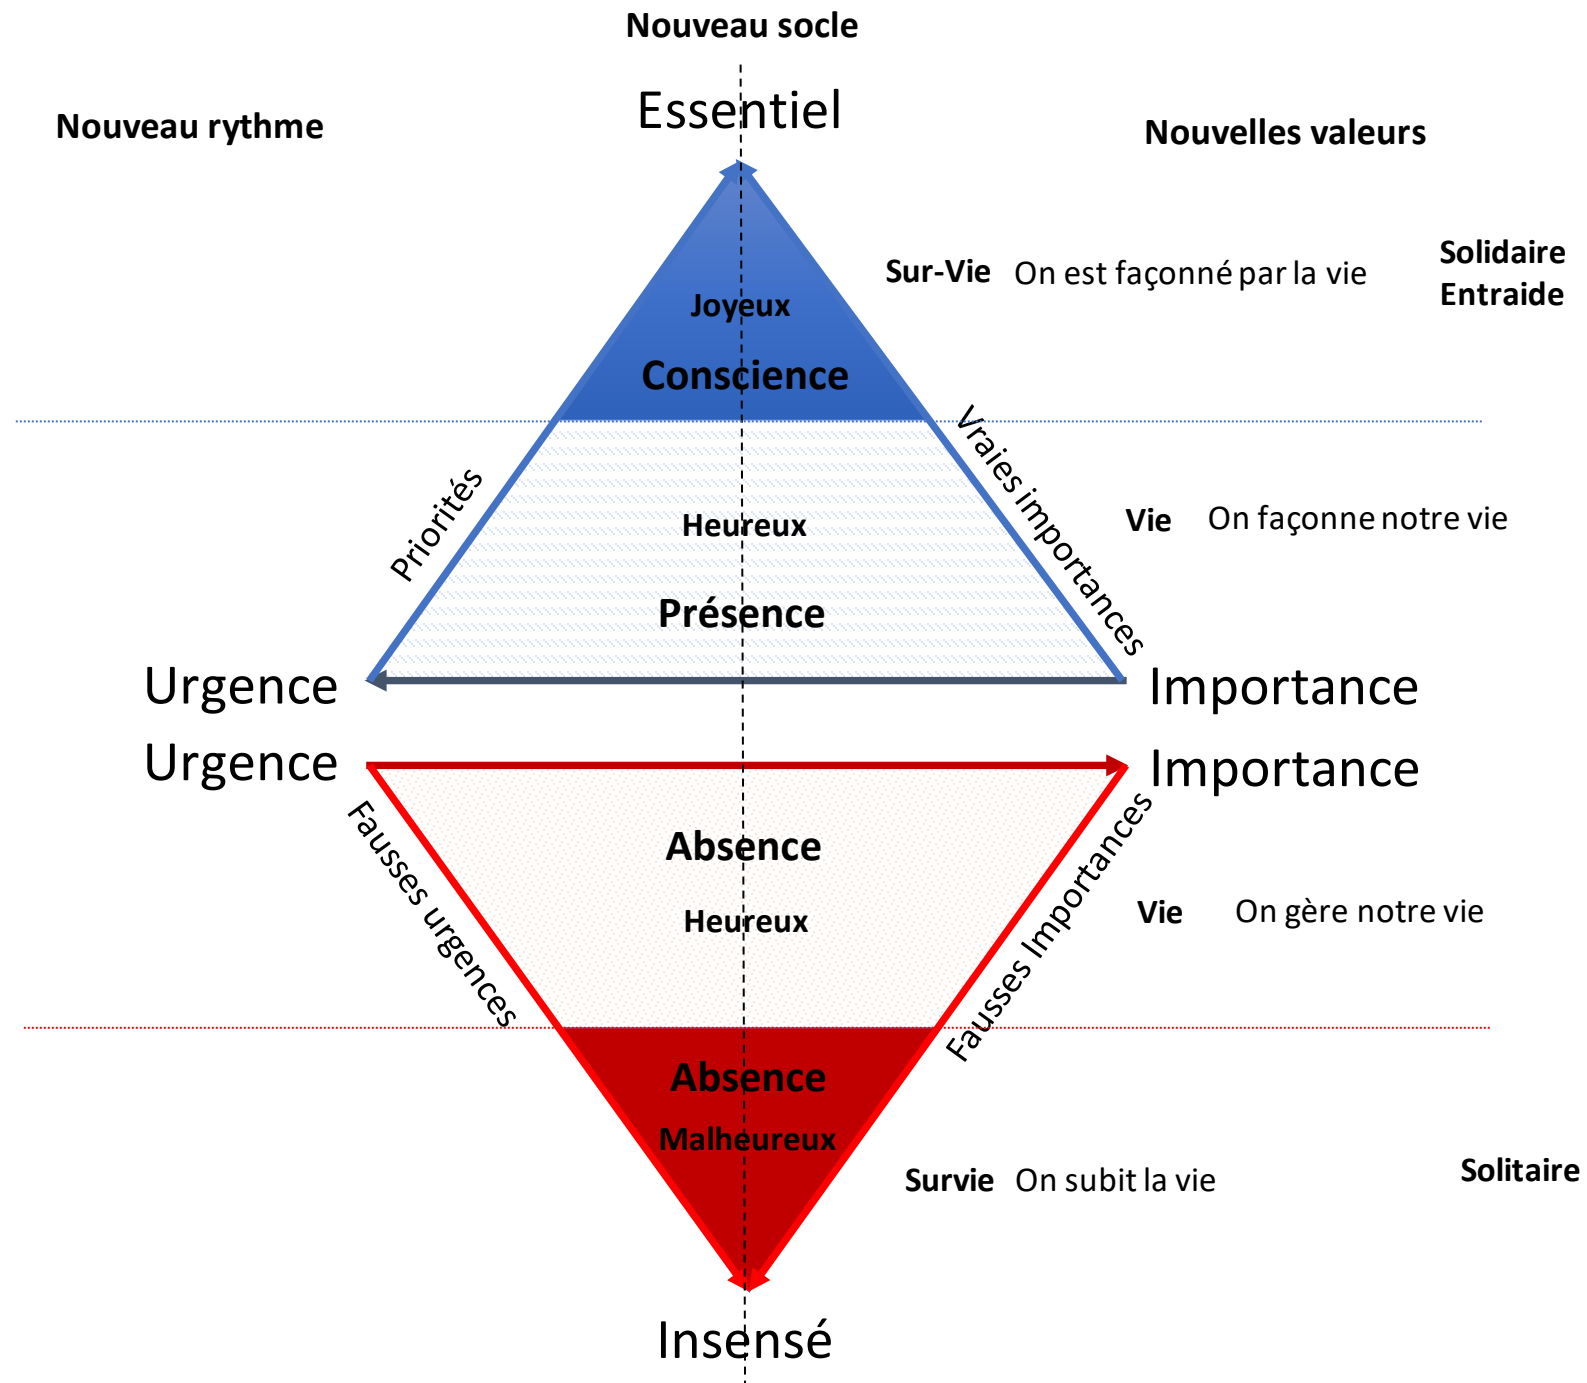 Nouveau socle
Essentiel
Nouveau rythme
Nouvelles valeurs
Joyeux
Conscience
Sur-Vie On est façonné par la vie
Solidaire
Entraide
Priorités
Vraies importances
Heureux
Présence
Vie On façonne notre vie
Urgence
Importance
Urgence
Importance
Fausses urgences
Fausses Importances
Absence
Heureux
Vie On gère notre vie
Absence
Malheureux
Survie On subit la vie
Solitaire
Insensé